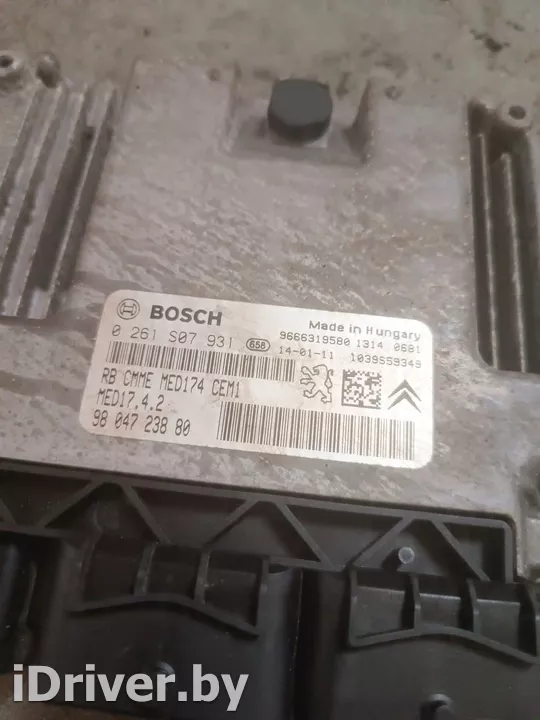 BOSCH
Made in Hungary
0 261 S07 931 658
9666319580 1314 0681
14-01-11 1039S59349
RB CMME MED174 CEM1
MED17.4.2
98 047 238 80
iDriver.by